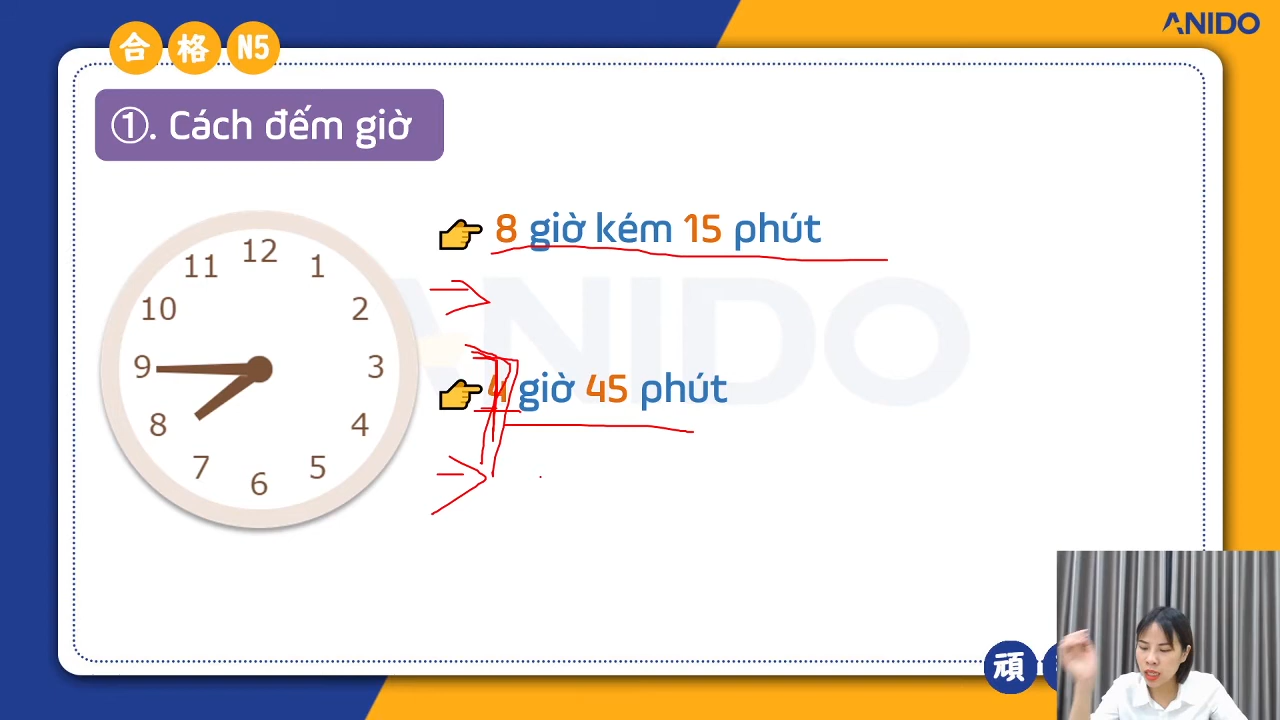 ANIDO
合格 N5
①. Cách đếm giờ
8 giờ kém 15 phút
4 giờ 45 phút
12
11 1
10 2
9 3
8 4
7 5
6
ANIDO
頑